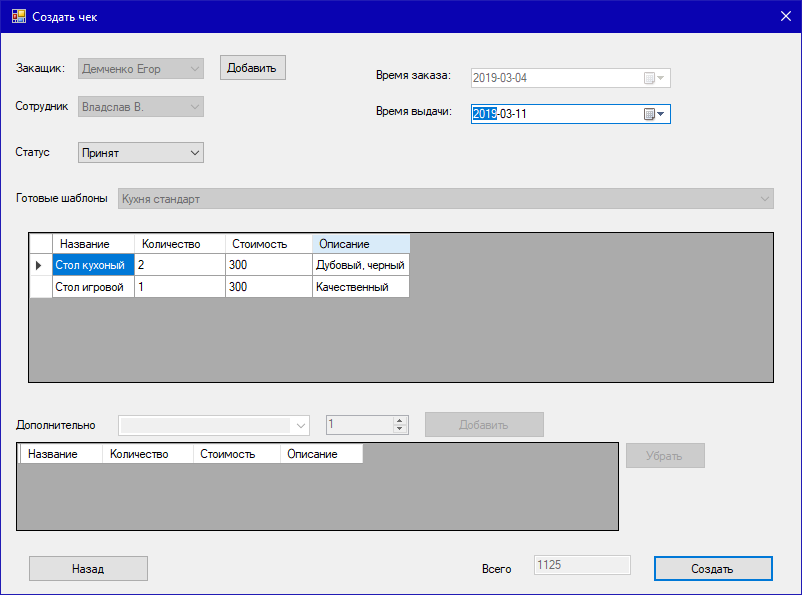 Создать чек
Закащик: Демченко Егор Добавить
Время заказа: 2019-03-04
Сотрудник Владслав В.
Время выдачи: 2019-03-11
Статус Принят
Готовые шаблоны Кухня стандарт
Название Количество Стоимость Описание
Стол кухоный 2 300 Дубовый, черный
Стол игровой 1 300 Качественный
Дополнительно 1 Добавить
Название Количество Стоимость Описание
Убрать
Назад Всего 1125 Создать